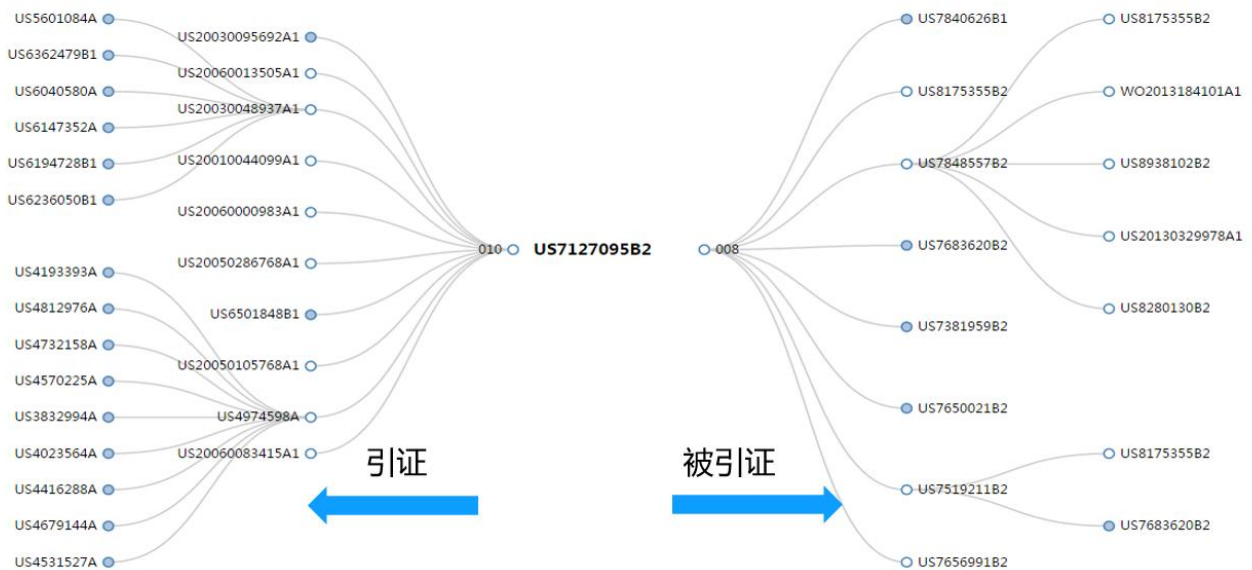 US5601084A
US6362479B1
US6040580A
US6147352A
US6194728B1
US6236050B1
US4193393A
US4812976A
US4732158A
US4570225A
US3832994A
US4023564A
US4416288A
US4679144A
US4531527A
US20030095692A1
US20060013505A1
US20030048937A1
US20010044099A1
US20060000983A1
US20050286768A1
US6501848B1
US20050105768A1
US4974598A
US20060083415A1
引证
010
US7127095B2
008
被引证
US7840626B1
US8175355B2
US7848557B2
US7683620B2
US7381959B2
US7650021B2
US7519211B2
US7656991B2
US8175355B2
WO2013184101A1
US8938102B2
US20130329978A1
US8280130B2
US8175355B2
US7683620B2